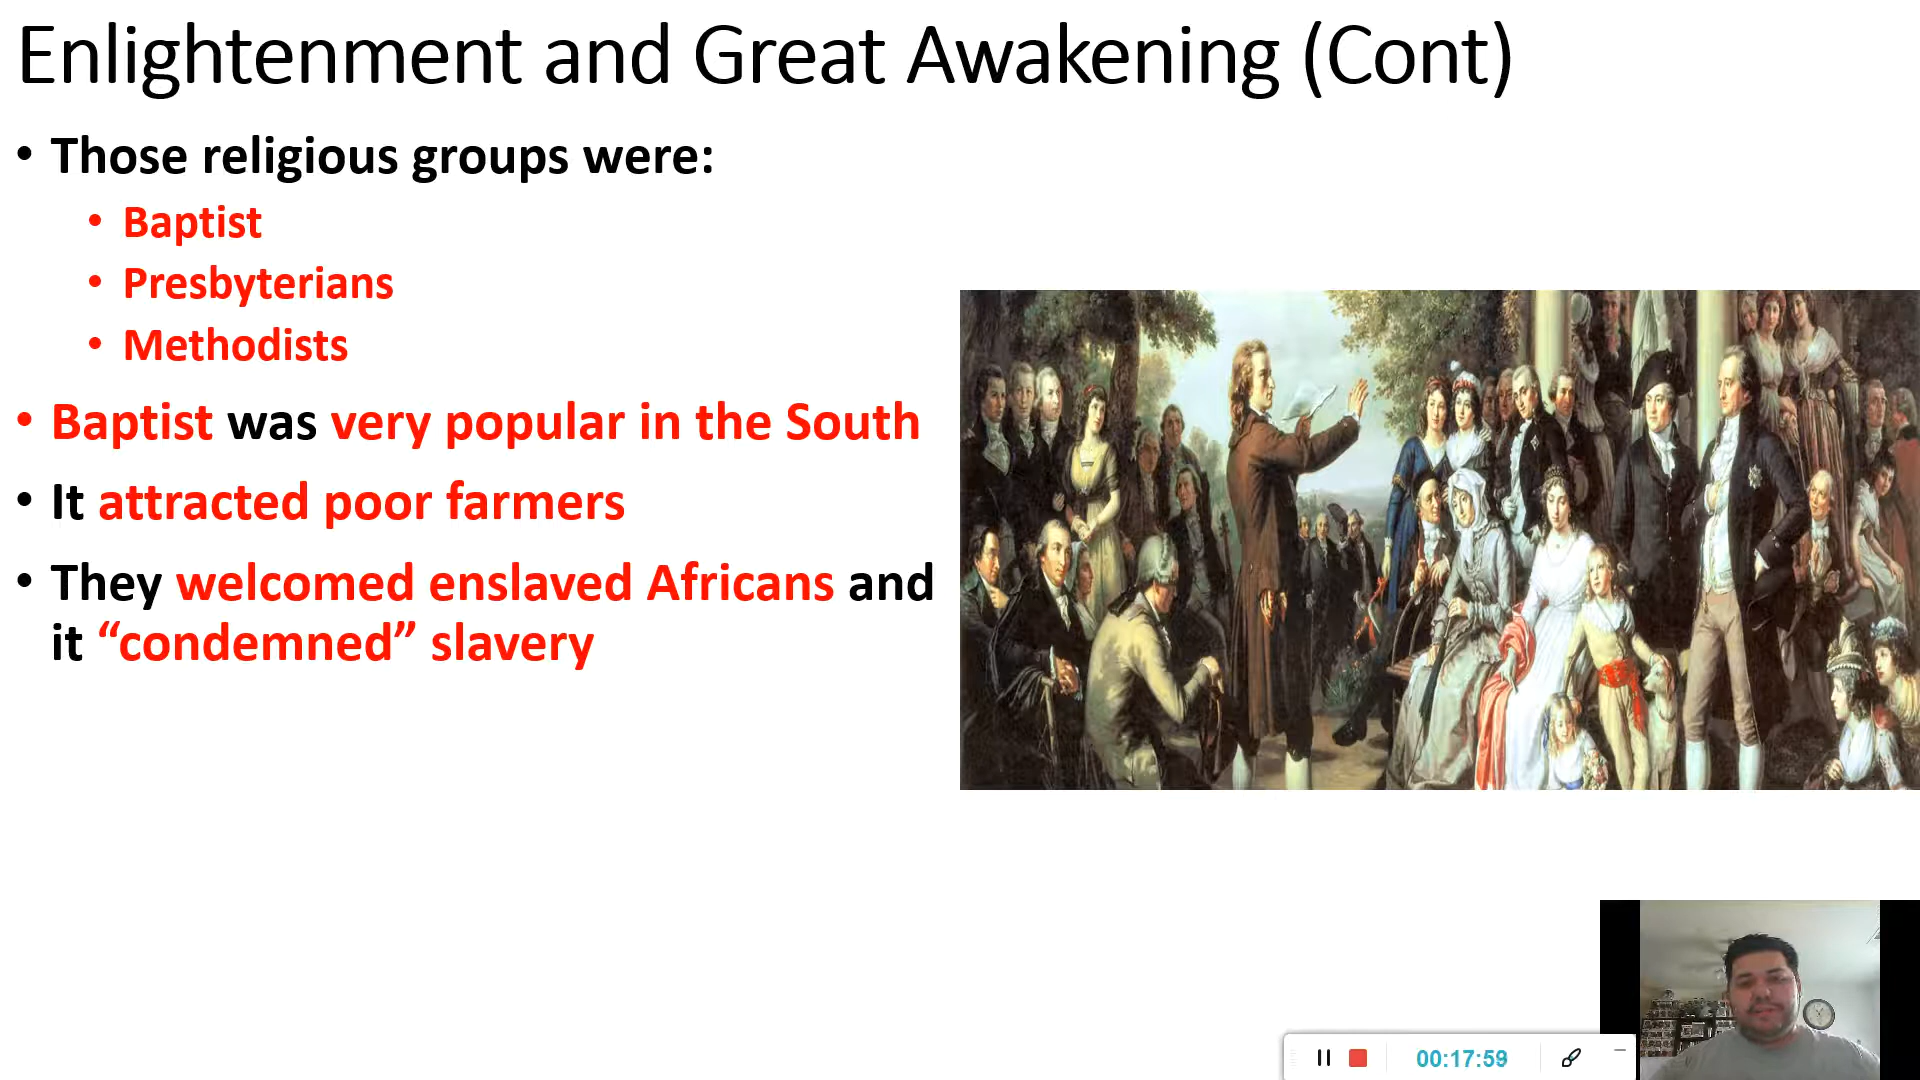 Enlightenment and Great Awakening (Cont)
• Those religious groups were:
• Baptist
• Presbyterians
• Methodists
• Baptist was very popular in the South
• It attracted poor farmers
• They welcomed enslaved Africans and
it “condemned” slavery
00:17:59